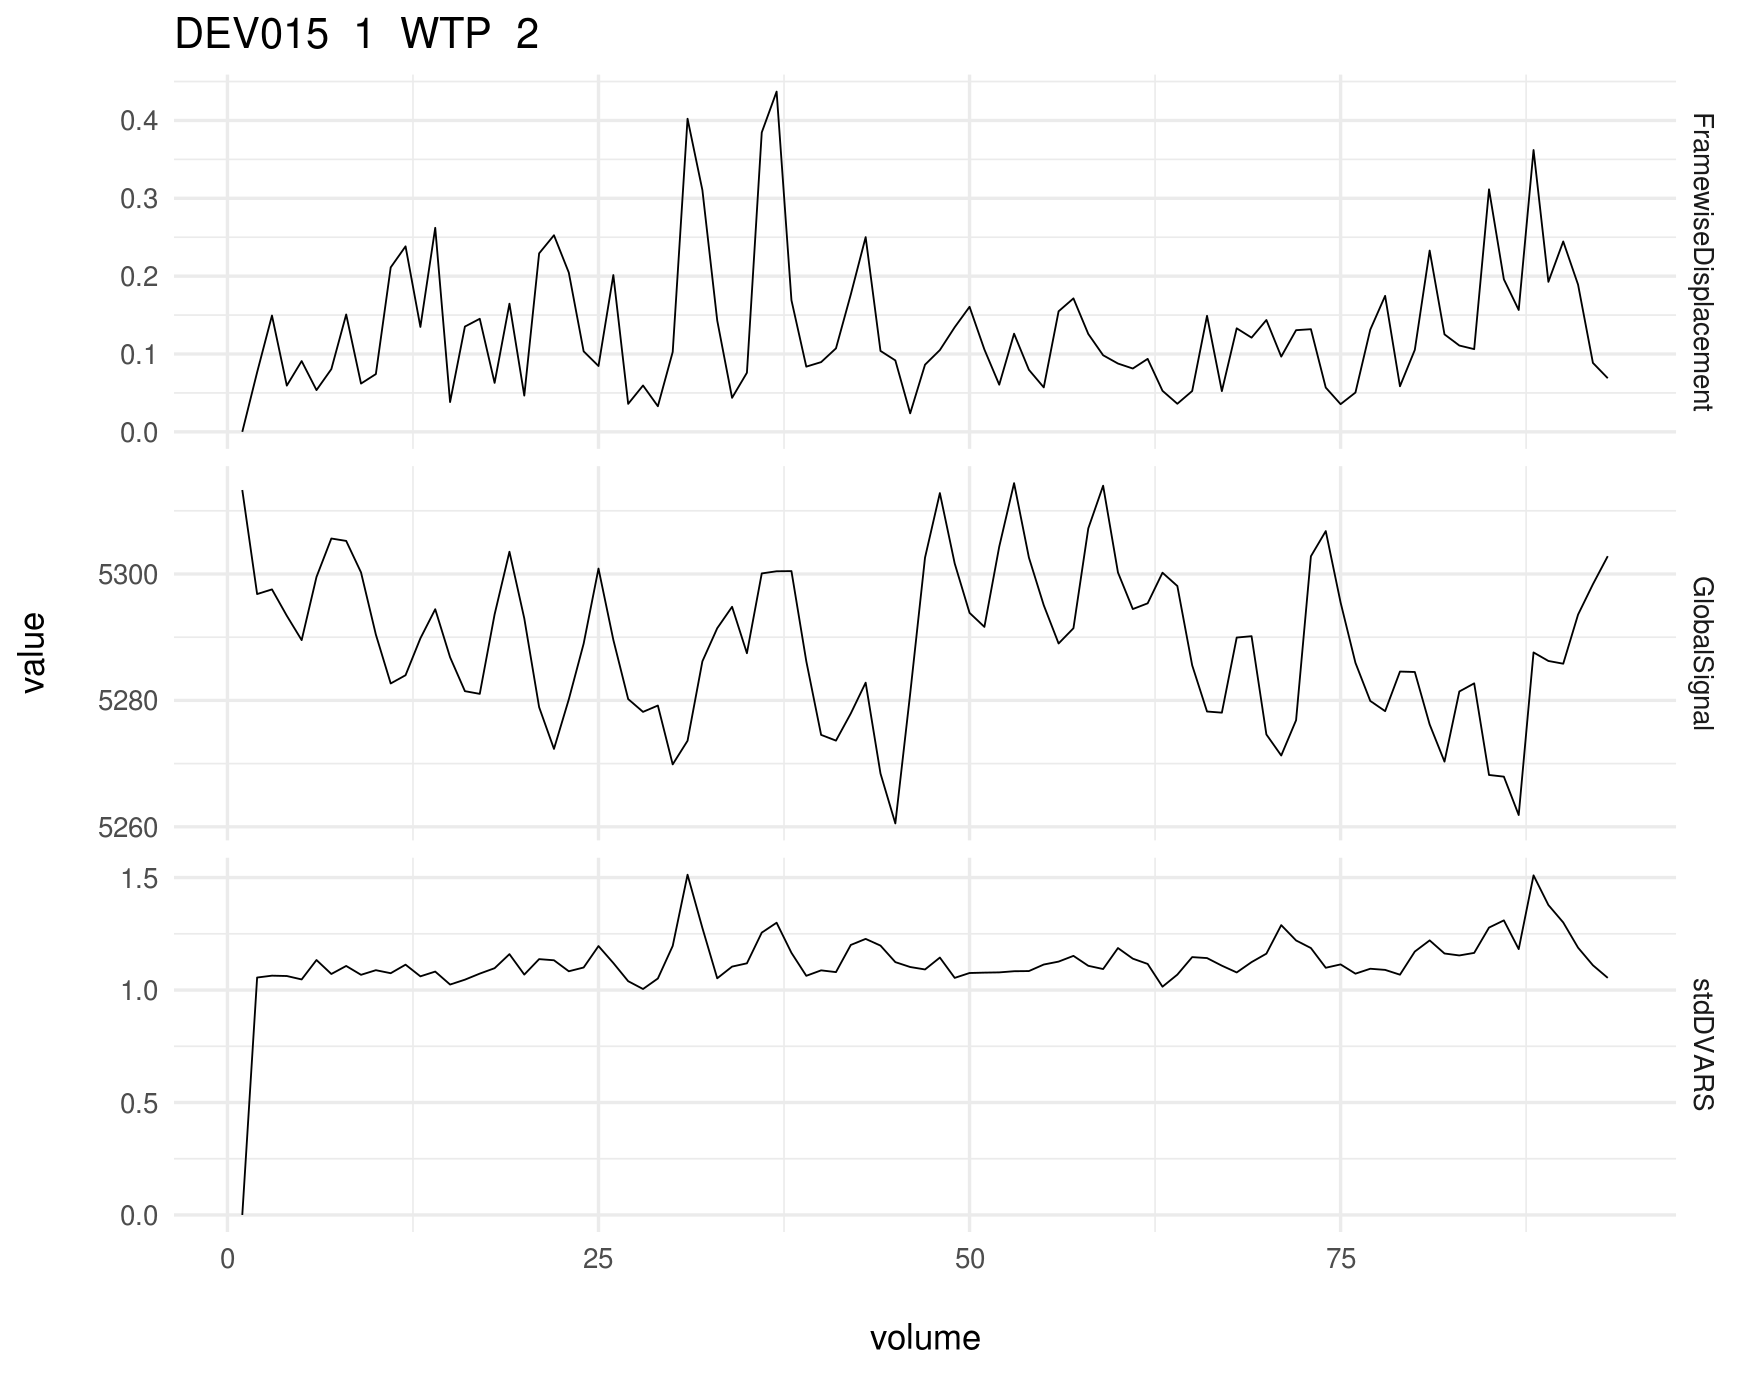 DEV015 1 WTP 2
0.4
0.3
0.2
0.1
0.0
FramewiseDisplacement
value
5300
5280
5260
GlobalSignal
1.5
1.0
0.5
0.0
stdDVARS
0 25 50 75
volume